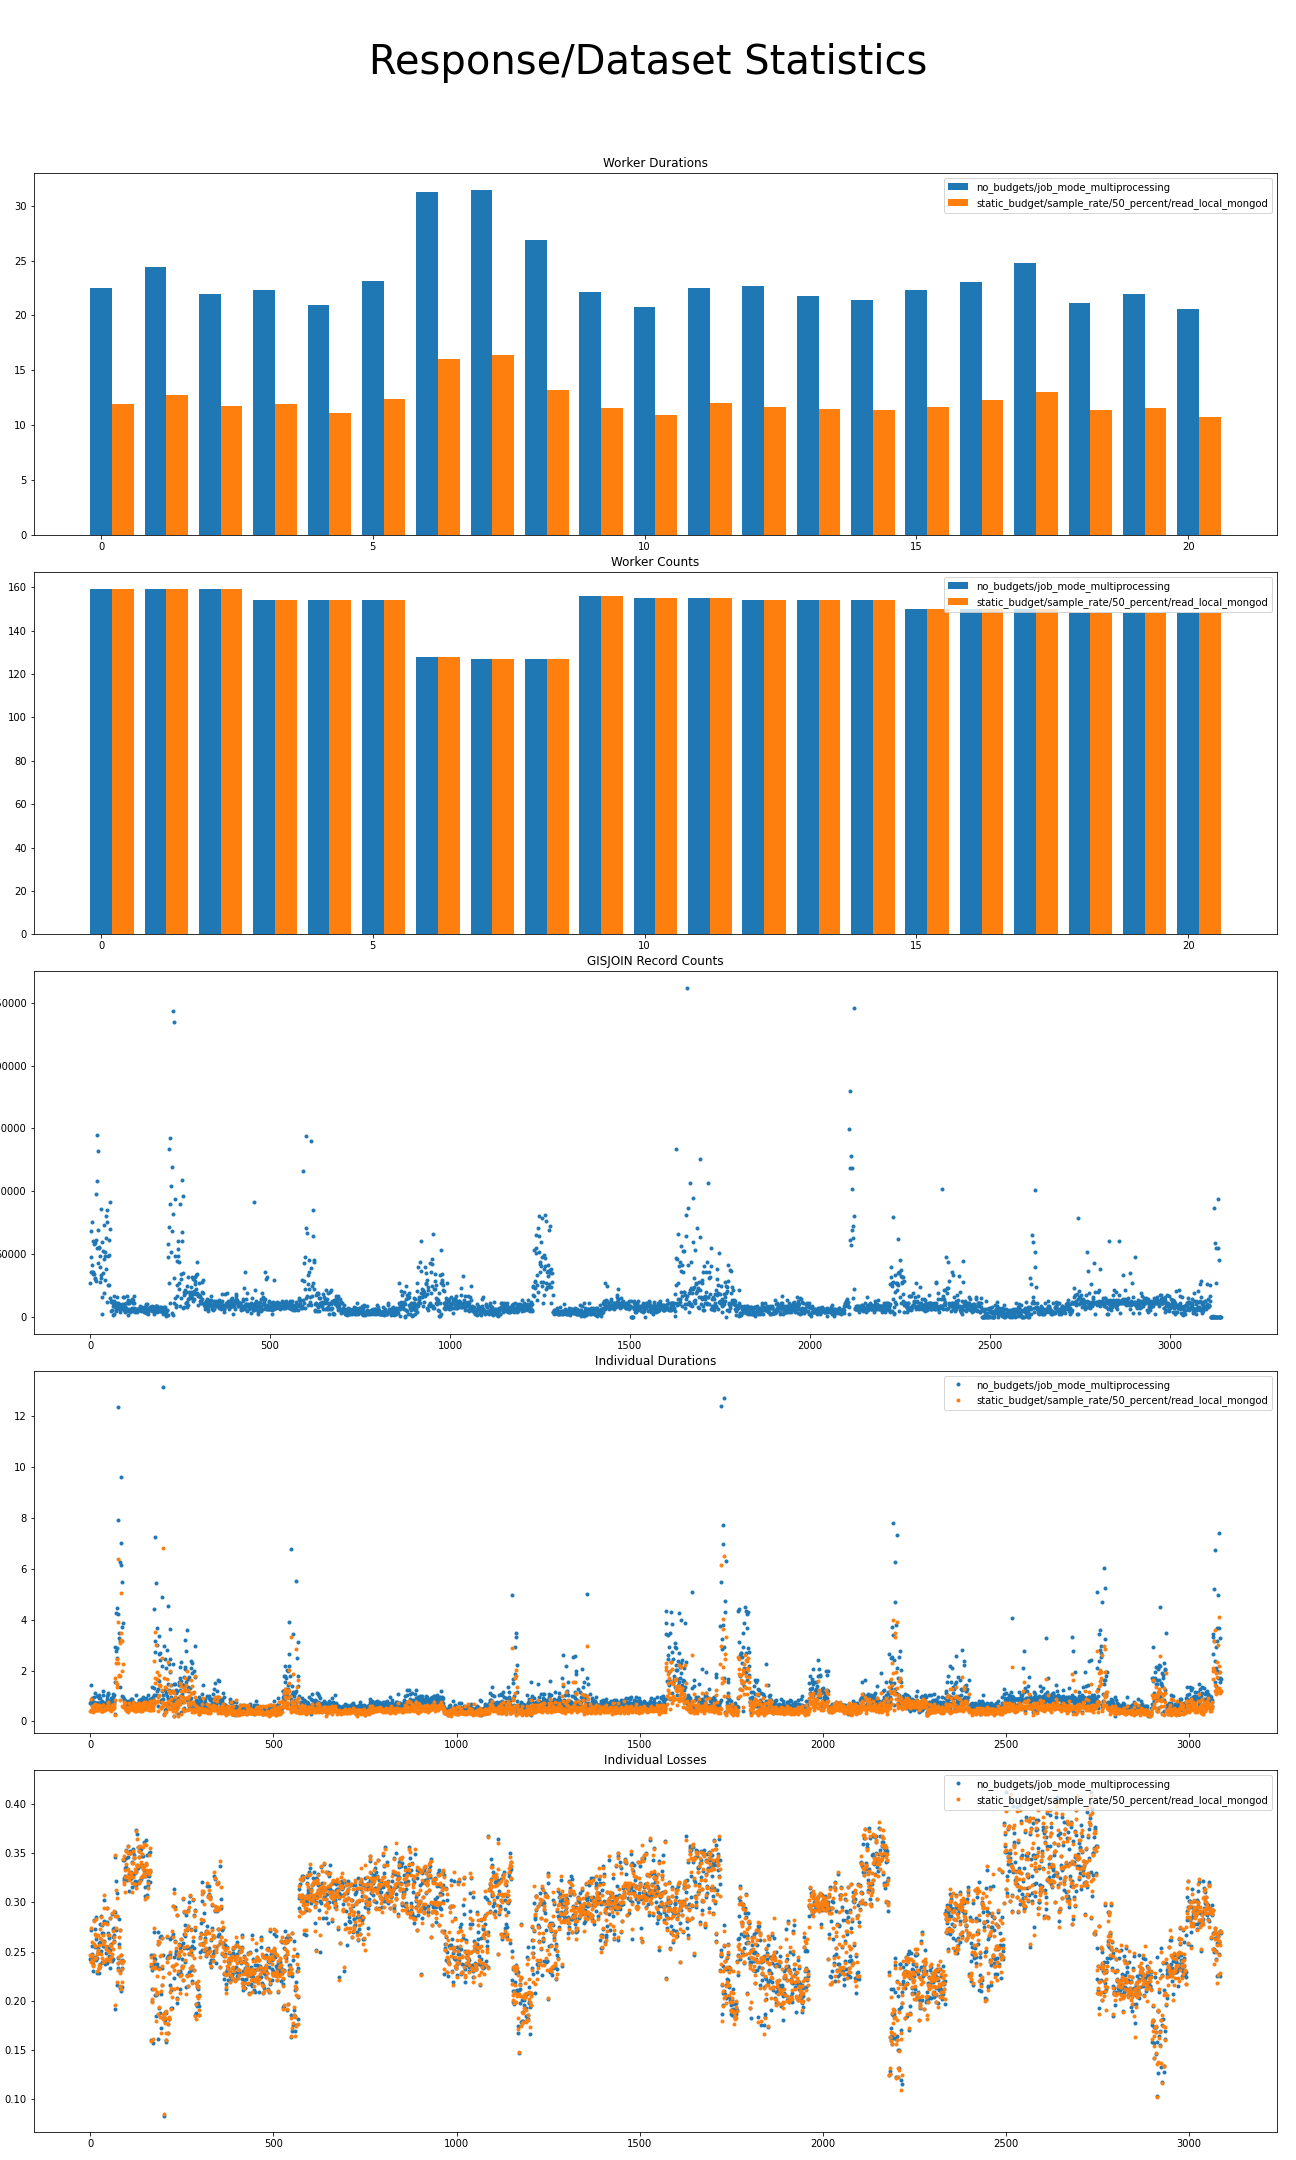 Response/Dataset Statistics
Worker Durations
no_budgets/job_mode_multiprocessing
static_budget/sample_rate/50_percent/read_local_mongod
30
25
20
15
10
5
0
0 5 10 15 20
Worker Counts
no_budgets/job_mode_multiprocessing
static_budget/sample_rate/50_percent/read_local_mongod
160
140
120
100
80
60
40
20
0
0 5 10 15 20
GISJOIN Record Counts
50000
0
0 500 1000 1500 2000 2500 3000
Individual Durations
no_budgets/job_mode_multiprocessing
static_budget/sample_rate/50_percent/read_local_mongod
12
10
8
6
4
2
0
0 500 1000 1500 2000 2500 3000
Individual Losses
no_budgets/job_mode_multiprocessing
static_budget/sample_rate/50_percent/read_local_mongod
0.40
0.35
0.30
0.25
0.20
0.15
0.10
0 500 1000 1500 2000 2500 3000